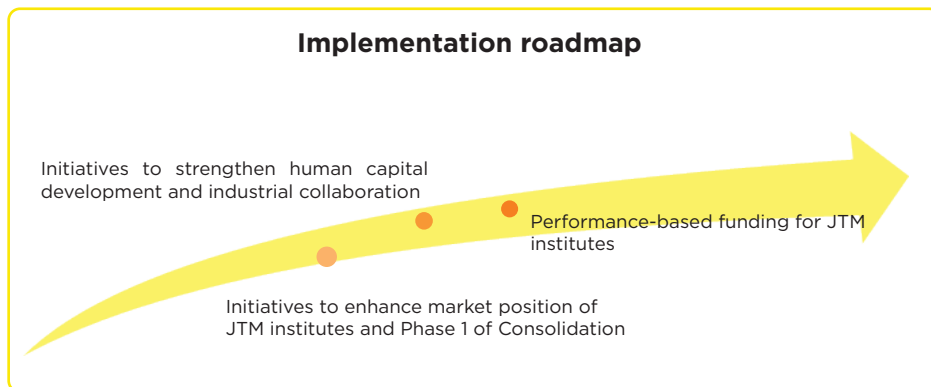 Implementation roadmap
Initiatives to strengthen human capital
development and industrial collaboration
Performance-based funding for JTM
institutes
Initiatives to enhance market position of
JTM institutes and Phase 1 of Consolidation